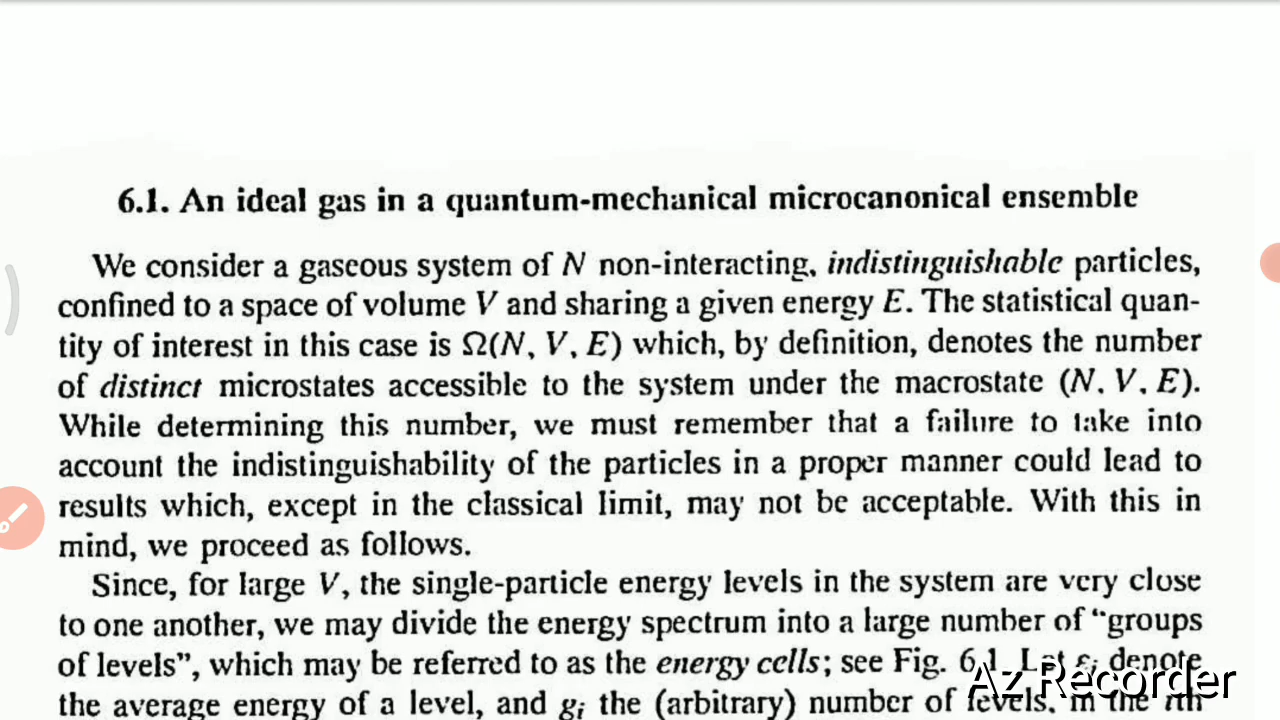 6.1. An ideal gas in a quantum-mechanical microcanonical ensemble
We consider a gaseous system of N non-interacting, indistinguishable particles,
confined to a space of volume V and sharing a given energy E. The statistical quan-
tity of interest in this case is Ω(N, V, E) which, by definition, denotes the number
of distinct microstates accessible to the system under the macrostate (N, V, E).
While determining this number, we must remember that a failure to take into
account the indistinguishability of the particles in a proper manner could lead to
results which, except in the classical limit, may not be acceptable. With this in
mind, we proceed as follows.
Since, for large V, the single-particle energy levels in the system are very close
to one another, we may divide the energy spectrum into a large number of “groups
of levels”, which may be referred to as the energy cells; see Fig. 6.1. Let εᵢ denote
the average energy of a level, and gᵢ the (arbitrary) number of levels, in the ith
Az Recorder